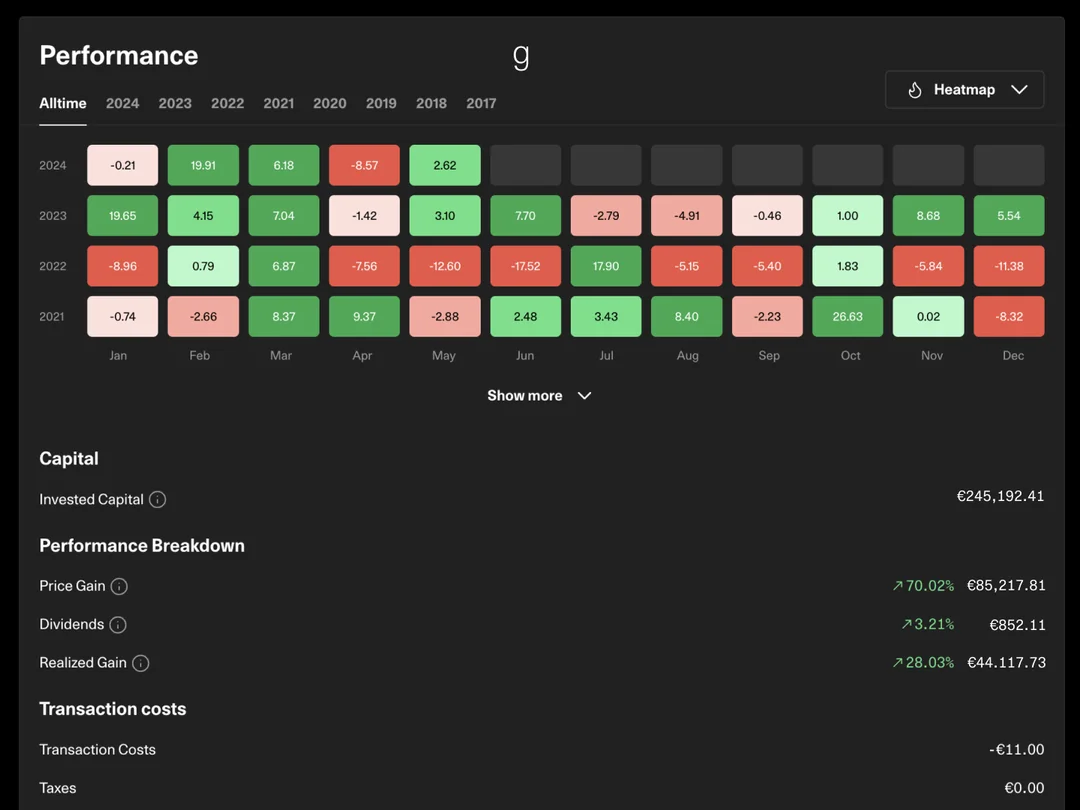 Performance
g
Alltime 2024 2023 2022 2021 2020 2019 2018 2017
Heatmap
2024 -0.21 19.91 6.18 -8.57 2.62
2023 19.65 4.15 7.04 -1.42 3.10 7.70 -2.79 -4.91 -0.46 1.00 8.68 5.54
2022 -8.96 0.79 6.87 -7.56 -12.60 -17.52 17.90 -5.15 -5.40 1.83 -5.84 -11.38
2021 -0.74 -2.66 8.37 9.37 -2.88 2.48 3.43 8.40 -2.23 26.63 0.02 -8.32
Jan Feb Mar Apr May Jun Jul Aug Sep Oct Nov Dec
Show more
Capital
Invested Capital €245,192.41
Performance Breakdown
Price Gain 70.02% €85,217.81
Dividends 3.21% €852.11
Realized Gain 28.03% €44.117.73
Transaction costs
Transaction Costs -€11.00
Taxes €0.00